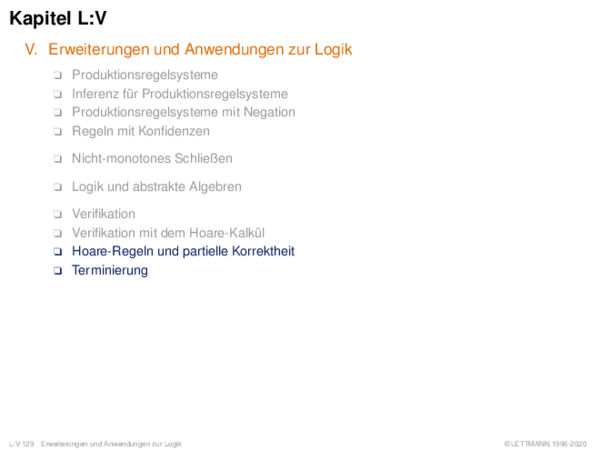 Kapitel L:V
V. Erweiterungen und Anwendungen zur Logik
❑ Produktionsregelsysteme
❑ Inferenz für Produktionsregelsysteme
❑ Produktionsregelsysteme mit Negation
❑ Regeln mit Konfidenzen
❑ Nicht-monotones Schließen
❑ Logik und abstrakte Algebren
❑ Verifikation
❑ Verifikation mit dem Hoare-Kalkül
❑ Hoare-Regeln und partielle Korrektheit
❑ Terminierung
L:V-129 Erweiterungen und Anwendungen zur Logik ©LETTMANN 1996-2020